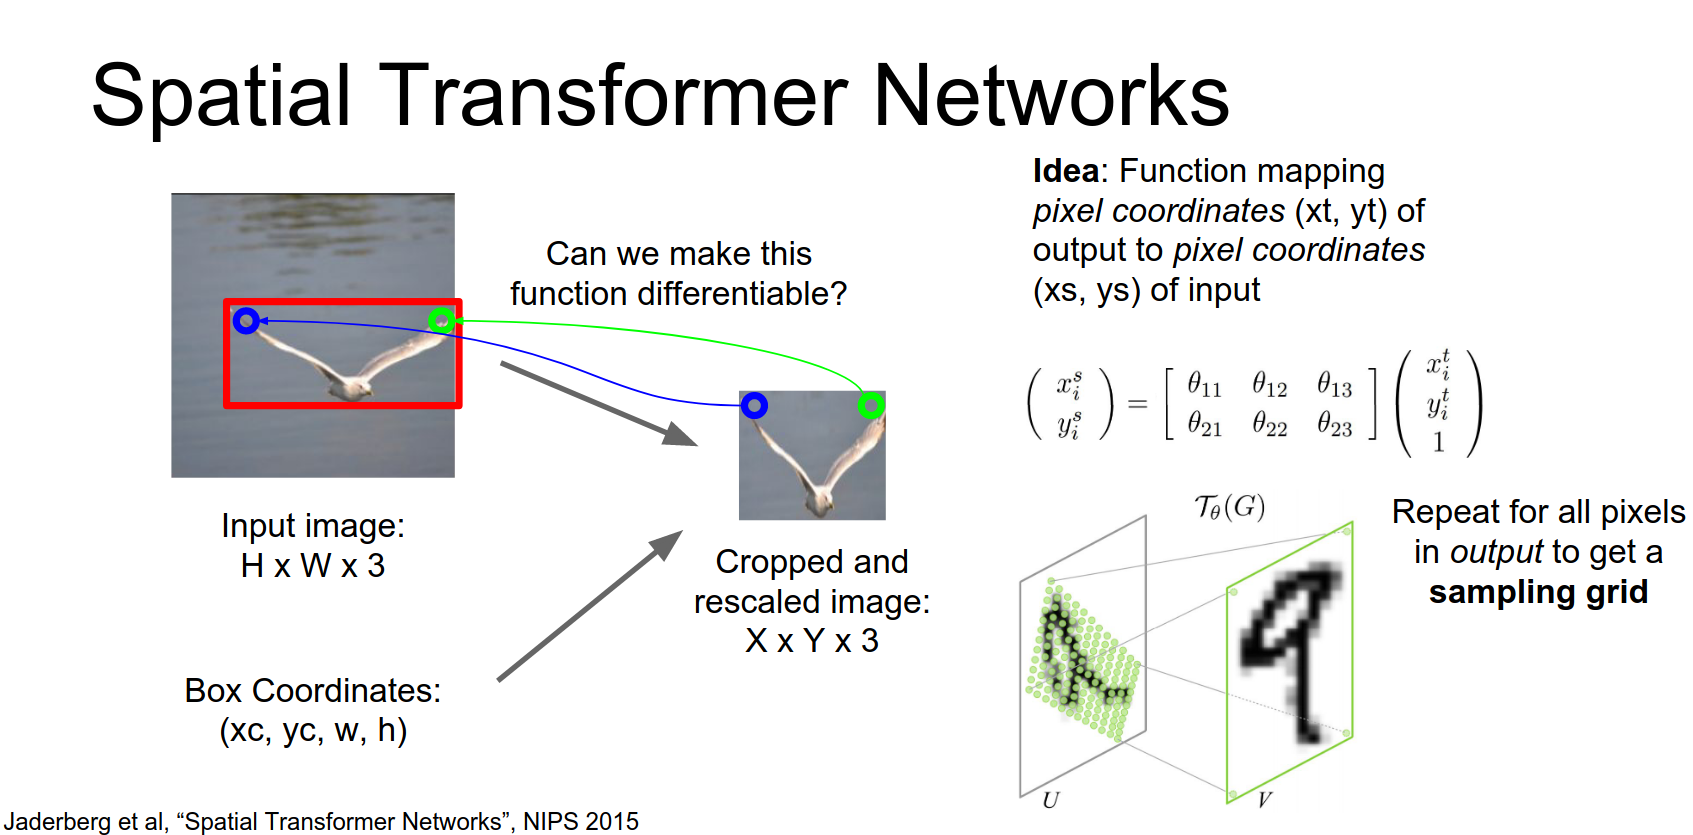 Spatial Transformer Networks
Can we make this
function differentiable?
Input image:
H x W x 3
Cropped and
rescaled image:
X x Y x 3
Box Coordinates:
(xc, yc, w, h)
Idea: Function mapping
pixel coordinates (xt, yt) of
output to pixel coordinates
(xs, ys) of input
\begin{pmatrix} x_i^s \\ y_i^s \end{pmatrix} = \begin{bmatrix} \theta_{11} & \theta_{12} & \theta_{13} \\ \theta_{21} & \theta_{22} & \theta_{23} \end{bmatrix} \begin{pmatrix} x_i^t \\ y_i^t \\ 1 \end{pmatrix}
\mathcal{T}_\theta(G)
U
V
Repeat for all pixels
in output to get a
sampling grid
Jaderberg et al, “Spatial Transformer Networks”, NIPS 2015